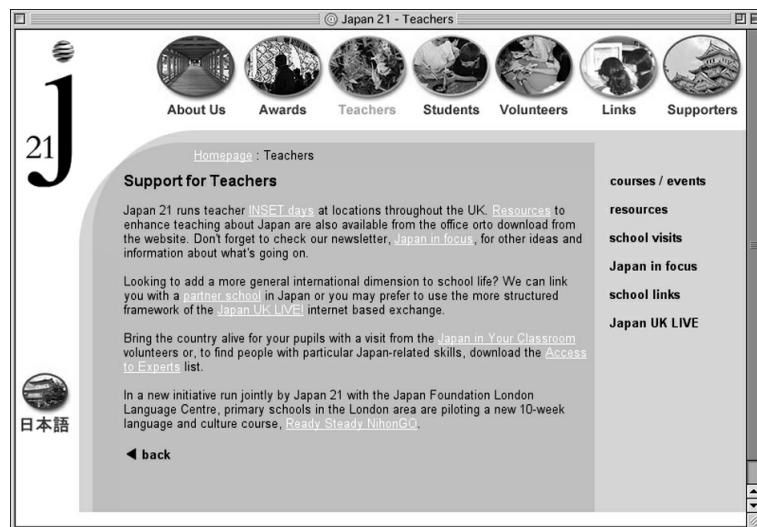 Japan 21 - Teachers
j
21
About Us Awards Teachers Students Volunteers Links Supporters
Homepage : Teachers
Support for Teachers
Japan 21 runs teacher INSET days at locations throughout the UK. Resources to
enhance teaching about Japan are also available from the office orto download from
the website. Don't forget to check our newsletter, Japan in focus, for other ideas and
information about what's going on.
Looking to add a more general international dimension to school life? We can link
you with a partner school in Japan or you may prefer to use the more structured
framework of the Japan UK LIVE! internet based exchange.
Bring the country alive for your pupils with a visit from the Japan in Your Classroom
volunteers or, to find people with particular Japan-related skills, download the Access
to Experts list.
In a new initiative run jointly by Japan 21 with the Japan Foundation London
Language Centre, primary schools in the London area are piloting a new 10-week
language and culture course, Ready Steady NihonGO.
back
courses / events
resources
school visits
Japan in focus
school links
Japan UK LIVE
日本語